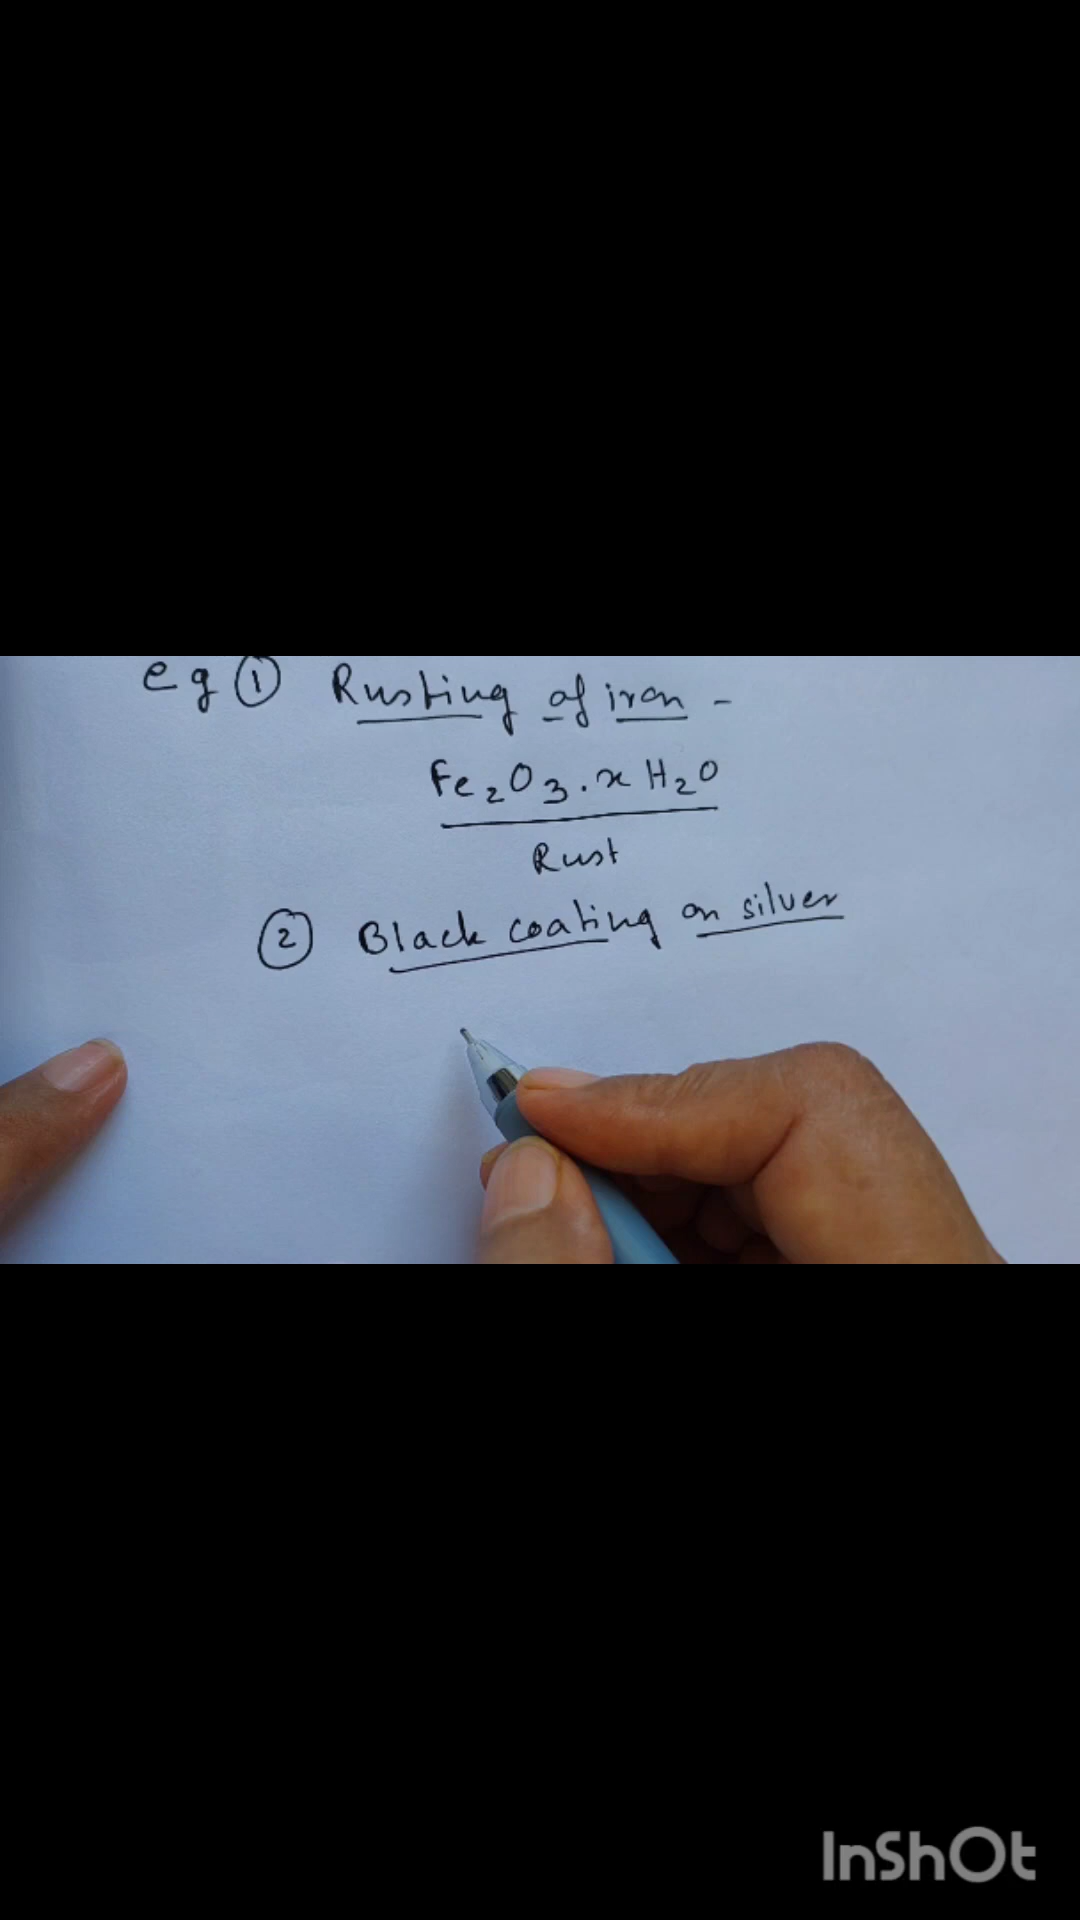 eg ① Rusting of iron -
Fe₂O₃.xH₂O
Rust
② Black coating on silver
InShOt